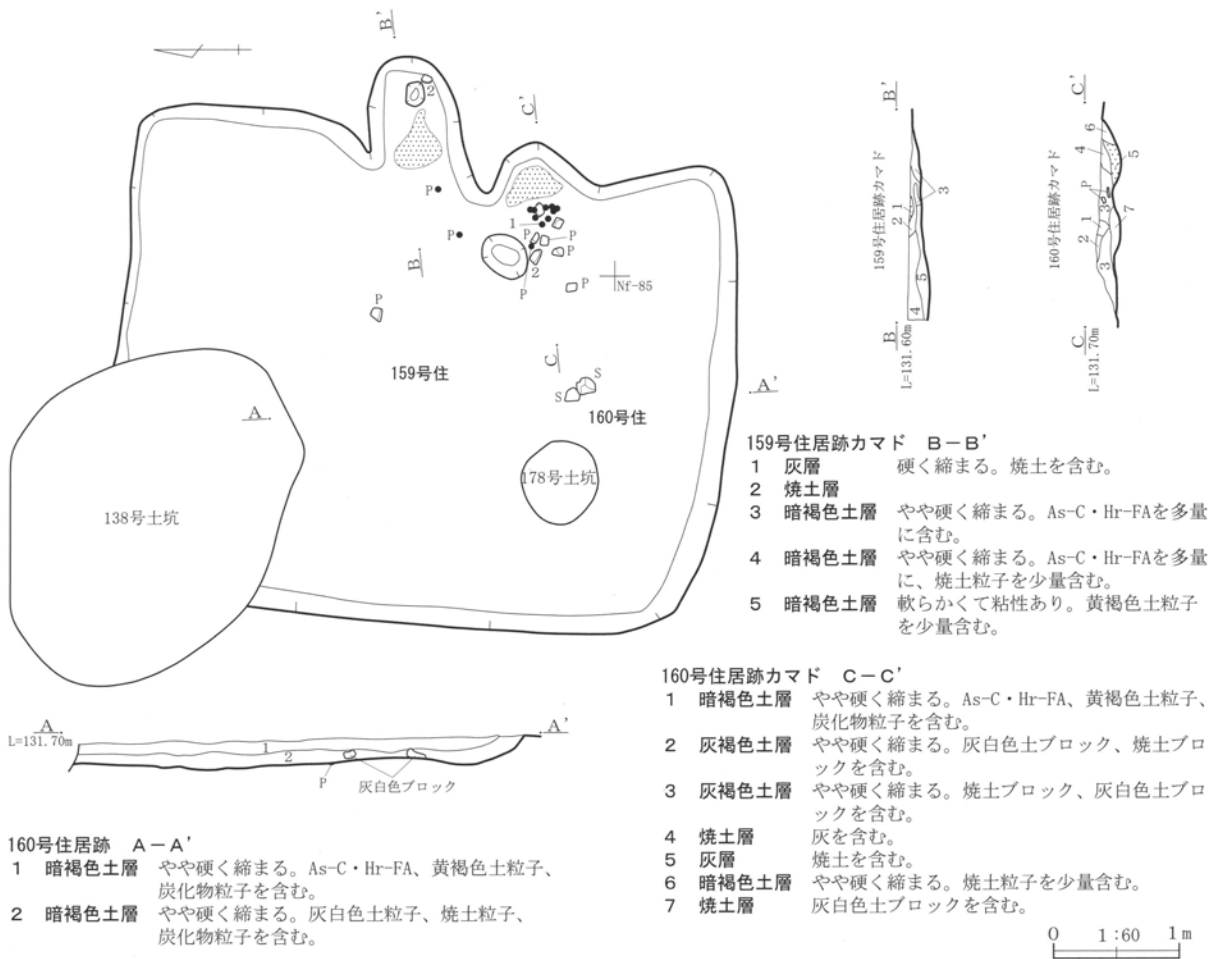 B'
C'
2
P
1
P
P
P
P
B
2
P
P
Nf-85
P
C
159号住
S
S
A'
A
160号住
178号土坑
138号土坑
B'
159号住居跡カマド
2 1
3
5
4
B
L=131.60m
C'
160号住居跡カマド
6
4
5
P
3
1
7
2
3
C
L=131.70m
159号住居跡カマド B-B'
1 灰層 硬く締まる。焼土を含む。
2 焼土層
3 暗褐色土層 やや硬く締まる。As-C・Hr-FAを多量
に含む。
4 暗褐色土層 やや硬く締まる。As-C・Hr-FAを多量
に、焼土粒子を少量含む。
5 暗褐色土層 軟らかくて粘性あり。黄褐色土粒子
を少量含む。
A
L=131.70m
A'
1
2
P
灰白色ブロック
160号住居跡 A-A'
1 暗褐色土層 やや硬く締まる。As-C・Hr-FA、黄褐色土粒子、
炭化物粒子を含む。
2 暗褐色土層 やや硬く締まる。灰白色土粒子、焼土粒子、
炭化物粒子を含む。
160号住居跡カマド C-C'
1 暗褐色土層 やや硬く締まる。As-C・Hr-FA、黄褐色土粒子、
炭化物粒子を含む。
2 灰褐色土層 やや硬く締まる。灰白色土ブロック、焼土ブロ
ックを含む。
3 灰褐色土層 やや硬く締まる。焼土ブロック、灰白色土ブロ
ックを含む。
4 焼土層 灰を含む。
5 灰層 焼土を含む。
6 暗褐色土層 やや硬く締まる。焼土粒子を少量含む。
7 焼土層 灰白色土ブロックを含む。
0 1:60 1m